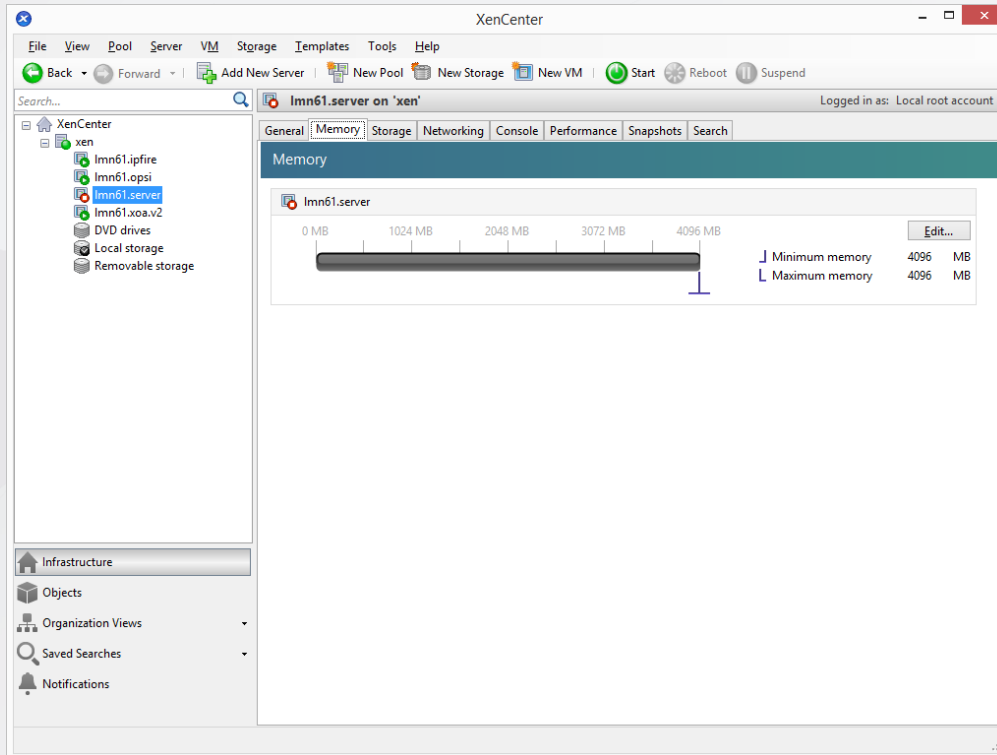 XenCenter
File View Pool Server VM Storage Templates Tools Help
Back Forward Add New Server New Pool New Storage New VM Start Reboot Suspend
Search...
lmn61.server on 'xen' Logged in as: Local root account
XenCenter
xen
lmn61.ipfire
lmn61.opsi
lmn61.server
lmn61.xoa.v2
DVD drives
Local storage
Removable storage
General Memory Storage Networking Console Performance Snapshots Search
Memory
lmn61.server
0 MB 1024 MB 2048 MB 3072 MB 4096 MB
Edit...
Minimum memory 4096 MB
Maximum memory 4096 MB
Infrastructure
Objects
Organization Views
Saved Searches
Notifications